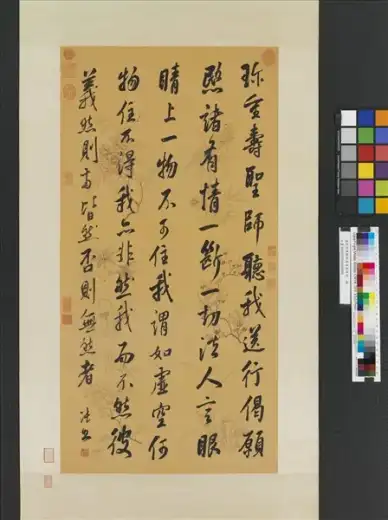 珎重壽聖師聽我送行偈願
愍諸有情一斷一切法人言眼
睛上一物不可住我謂如虛空何
物住不得我亦非然我而不然彼
義然則兩皆然否則無然者